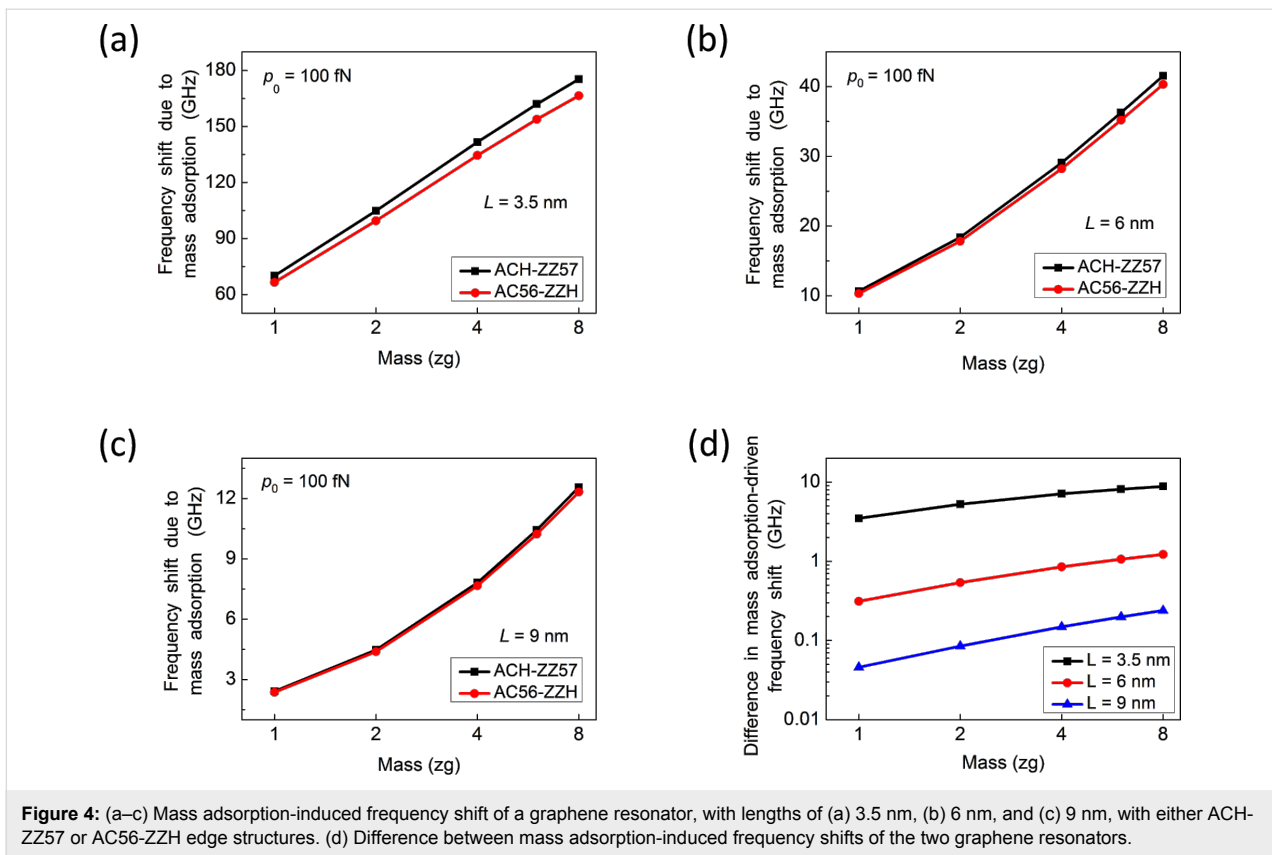 (a)
Frequency shift due to
mass adsorption (GHz)
180
150
120
90
60
p0 = 100 fN
L = 3.5 nm
ACH-ZZ57
AC56-ZZH
1 2 4 8
Mass (zg)
(b)
Frequency shift due to
mass adsorption (GHz)
40
30
20
10
p0 = 100 fN
L = 6 nm
ACH-ZZ57
AC56-ZZH
1 2 4 8
Mass (zg)
(c)
Frequency shift due to
mass adsorption (GHz)
12
9
6
3
p0 = 100 fN
L = 9 nm
ACH-ZZ57
AC56-ZZH
1 2 4 8
Mass (zg)
(d)
Difference in mass adsorption-driven
frequency shift (GHz)
10
1
0.1
0.01
L = 3.5 nm
L = 6 nm
L = 9 nm
1 2 4 8
Mass (zg)
Figure 4: (a–c) Mass adsorption-induced frequency shift of a graphene resonator, with lengths of (a) 3.5 nm, (b) 6 nm, and (c) 9 nm, with either ACH-
ZZ57 or AC56-ZZH edge structures. (d) Difference between mass adsorption-induced frequency shifts of the two graphene resonators.